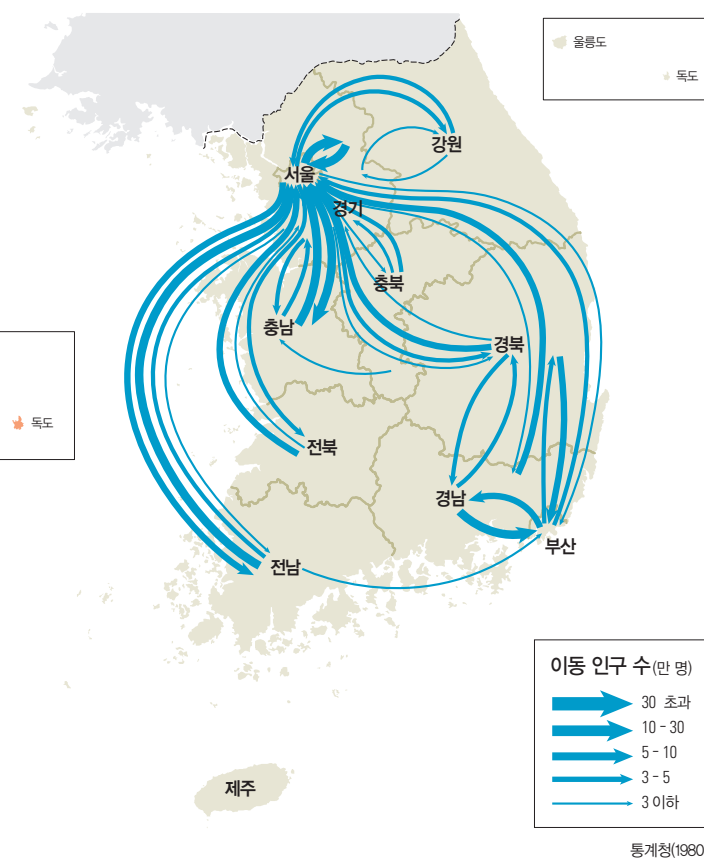 울릉도
독도
강원
서울
경기
충북
충남
경북
독도
전북
경남
부산
전남
이동 인구 수(만 명)
30 초과
10 - 30
5 - 10
3 - 5
3 이하
제주
통계청(1980